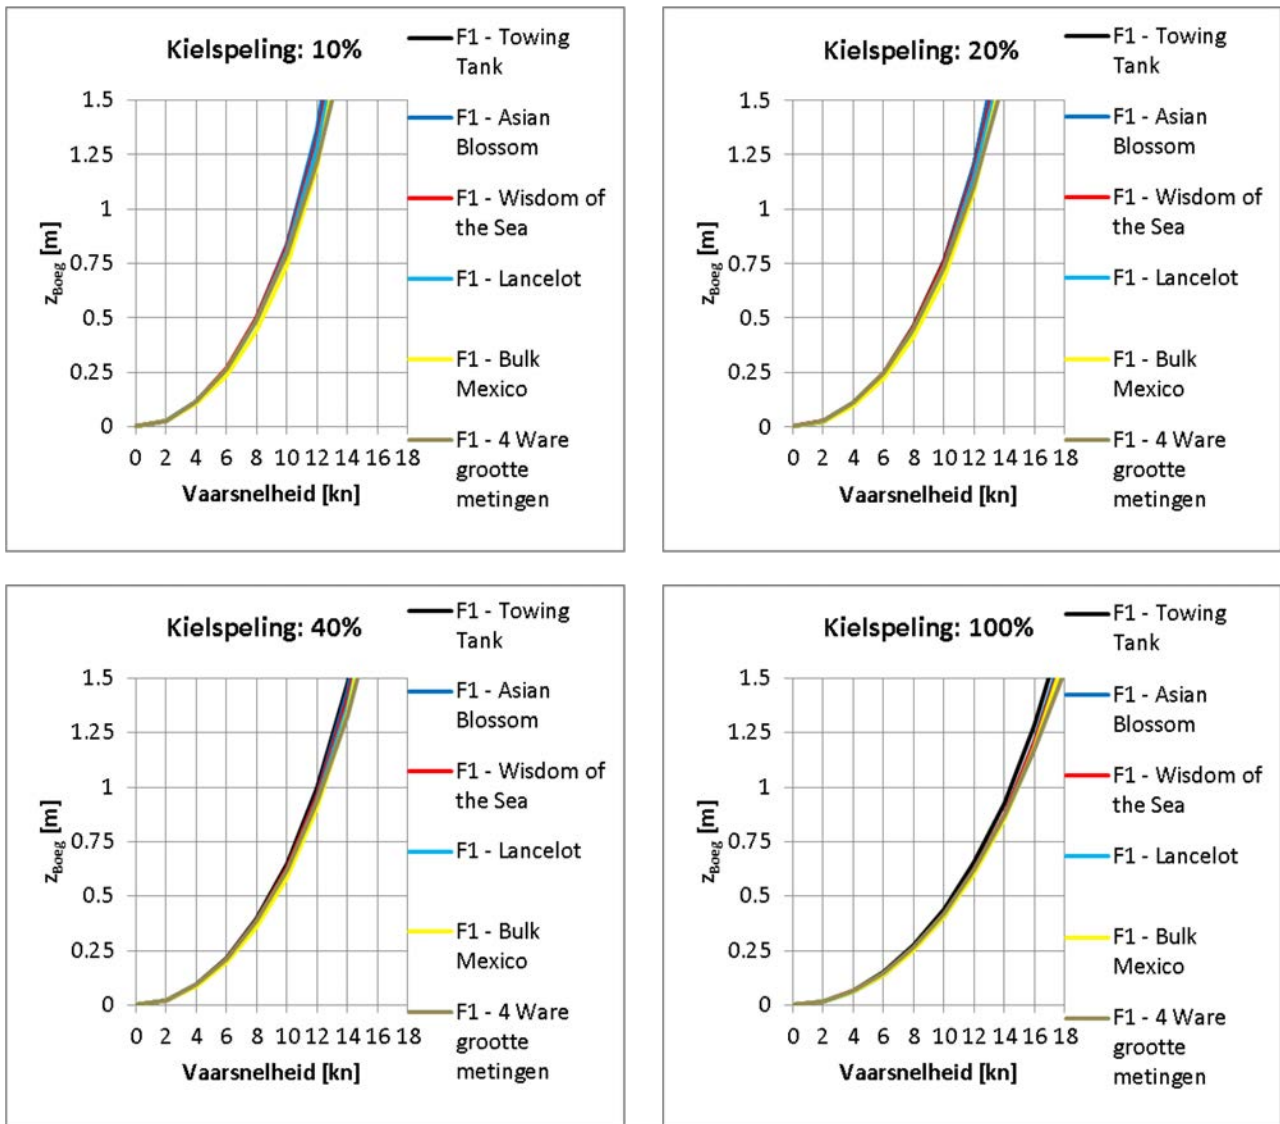 Kielspeling: 10%
F1 - Towing
Tank
F1 - Asian
Blossom
F1 - Wisdom of
the Sea
F1 - Lancelot
F1 - Bulk
Mexico
F1 - 4 Ware
grootte
metingen
1.5
1.25
1
0.75
0.5
0.25
0
zBoeg [m]
0 2 4 6 8 10 12 14 16 18
Vaarsnelheid [kn]
Kielspeling: 20%
F1 - Towing
Tank
F1 - Asian
Blossom
F1 - Wisdom of
the Sea
F1 - Lancelot
F1 - Bulk
Mexico
F1 - 4 Ware
grootte
metingen
1.5
1.25
1
0.75
0.5
0.25
0
zBoeg [m]
0 2 4 6 8 10 12 14 16 18
Vaarsnelheid [kn]
Kielspeling: 40%
F1 - Towing
Tank
F1 - Asian
Blossom
F1 - Wisdom of
the Sea
F1 - Lancelot
F1 - Bulk
Mexico
F1 - 4 Ware
grootte
metingen
1.5
1.25
1
0.75
0.5
0.25
0
zBoeg [m]
0 2 4 6 8 10 12 14 16 18
Vaarsnelheid [kn]
Kielspeling: 100%
F1 - Towing
Tank
F1 - Asian
Blossom
F1 - Wisdom of
the Sea
F1 - Lancelot
F1 - Bulk
Mexico
F1 - 4 Ware
grootte
metingen
1.5
1.25
1
0.75
0.5
0.25
0
zBoeg [m]
0 2 4 6 8 10 12 14 16 18
Vaarsnelheid [kn]